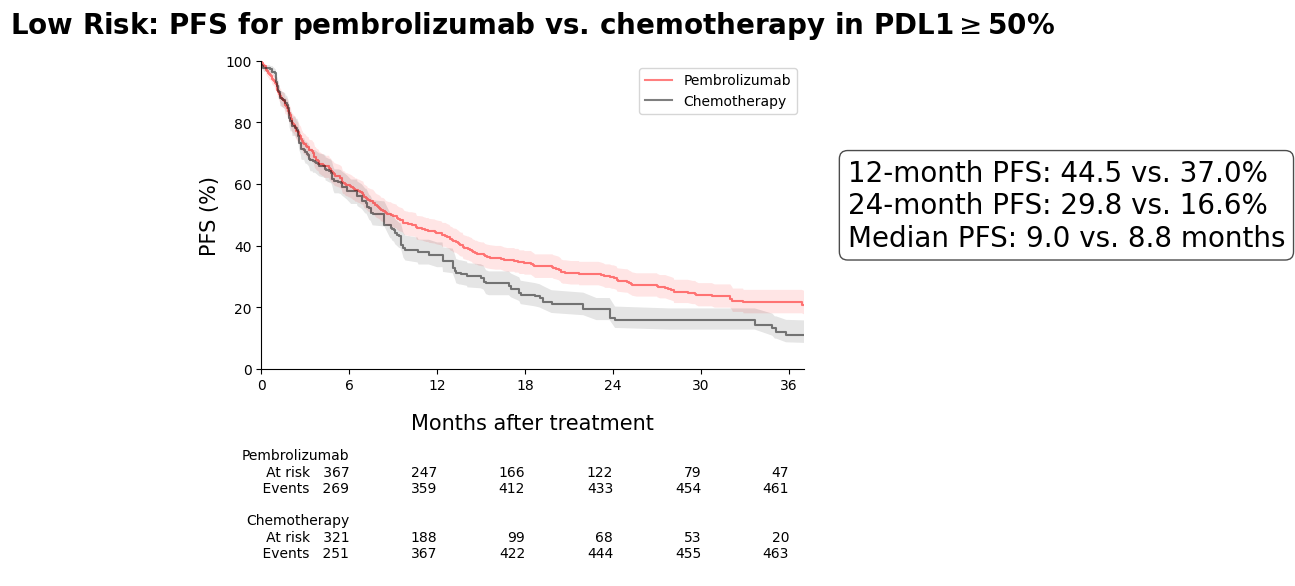 Low Risk: PFS for pembrolizumab vs. chemotherapy in PDL1 ≥ 50%
100
80
60
40
20
0
PFS (%)
Pembrolizumab
Chemotherapy
0 6 12 18 24 30 36
Months after treatment
12-month PFS: 44.5 vs. 37.0%
24-month PFS: 29.8 vs. 16.6%
Median PFS: 9.0 vs. 8.8 months
Pembrolizumab
At risk 367 247 166 122 79 47
Events 269 359 412 433 454 461
Chemotherapy
At risk 321 188 99 68 53 20
Events 251 367 422 444 455 463